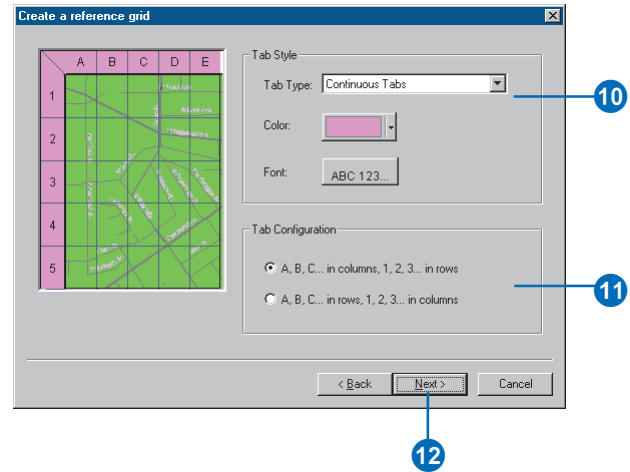 Create a reference grid
A B C D E
1
2
3
4
5
Tab Style
Tab Type: Continuous Tabs
10
Color:
Font: ABC 123...
Tab Configuration
A, B, C... in columns, 1, 2, 3... in rows
11
A, B, C... in rows, 1, 2, 3... in columns
< Back Next > Cancel
12